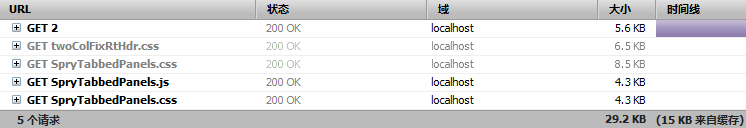 URL 状态 域 大小 时间线
GET 2 200 OK localhost 5.6 KB
GET twoColFixRtHdr.css 200 OK localhost 6.5 KB
GET SpryTabbedPanels.css 200 OK localhost 8.5 KB
GET SpryTabbedPanels.js 200 OK localhost 4.3 KB
GET SpryTabbedPanels.css 200 OK localhost 4.3 KB
5 个请求 29.2 KB (15 KB 来自缓存)